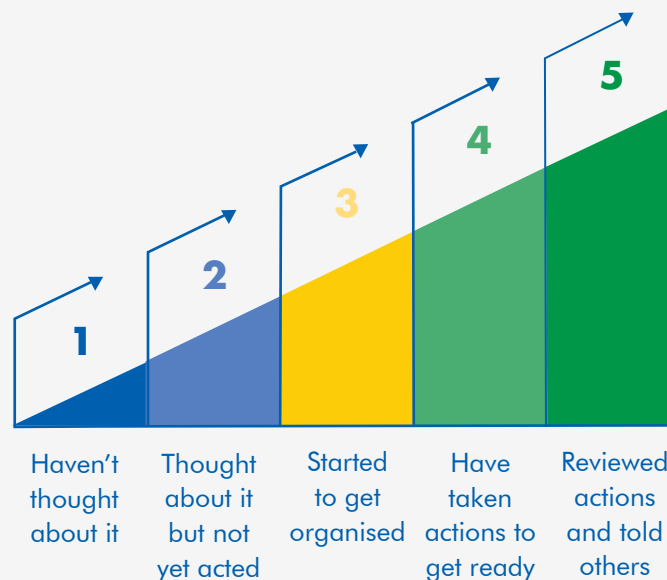 1
2
3
4
5
Haven't
thought
about it
Thought
about it
but not
yet acted
Started
to get
organised
Have
taken
actions to
get ready
Reviewed
actions
and told
others